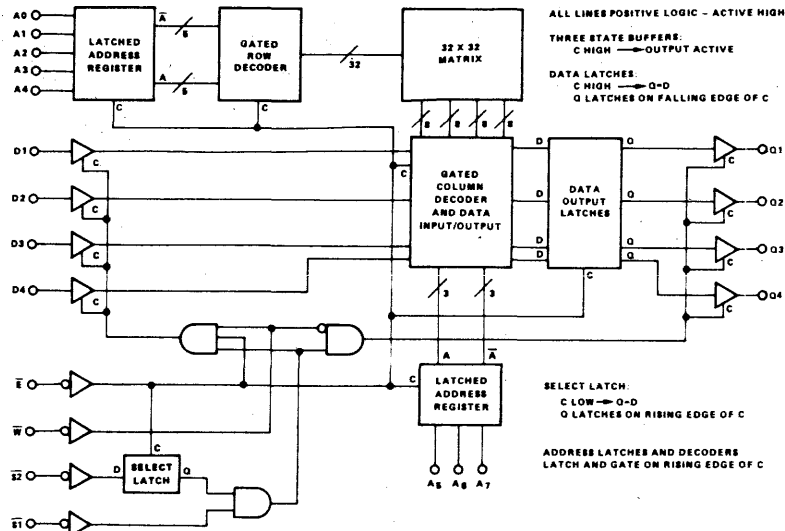 A0
A1
A2
A3
A4
LATCHED
ADDRESS
REGISTER
A̅
5
A
5
C
GATED
ROW
DECODER
C
32
32 X 32
MATRIX
8 8 8 8
ALL LINES POSITIVE LOGIC – ACTIVE HIGH
THREE STATE BUFFERS:
C HIGH → OUTPUT ACTIVE
DATA LATCHES:
C HIGH → Q=D
Q LATCHES ON FALLING EDGE OF C
D1
C
D2
C
D3
C
D4
C
C
GATED
COLUMN
DECODER
AND DATA
INPUT/OUTPUT
D
D
D
D
DATA
OUTPUT
LATCHES
C
Q
Q
Q
Q
C
Q1
C
Q2
C
Q3
C
Q4
3
3
A
A̅
C
LATCHED
ADDRESS
REGISTER
A5 A6 A7
E̅
W̅
S̅2̅
D
C
SELECT
LATCH
Q
S̅1̅
SELECT LATCH:
C LOW → Q=D
Q LATCHES ON RISING EDGE OF C
ADDRESS LATCHES AND DECODERS
LATCH AND GATE ON RISING EDGE OF C